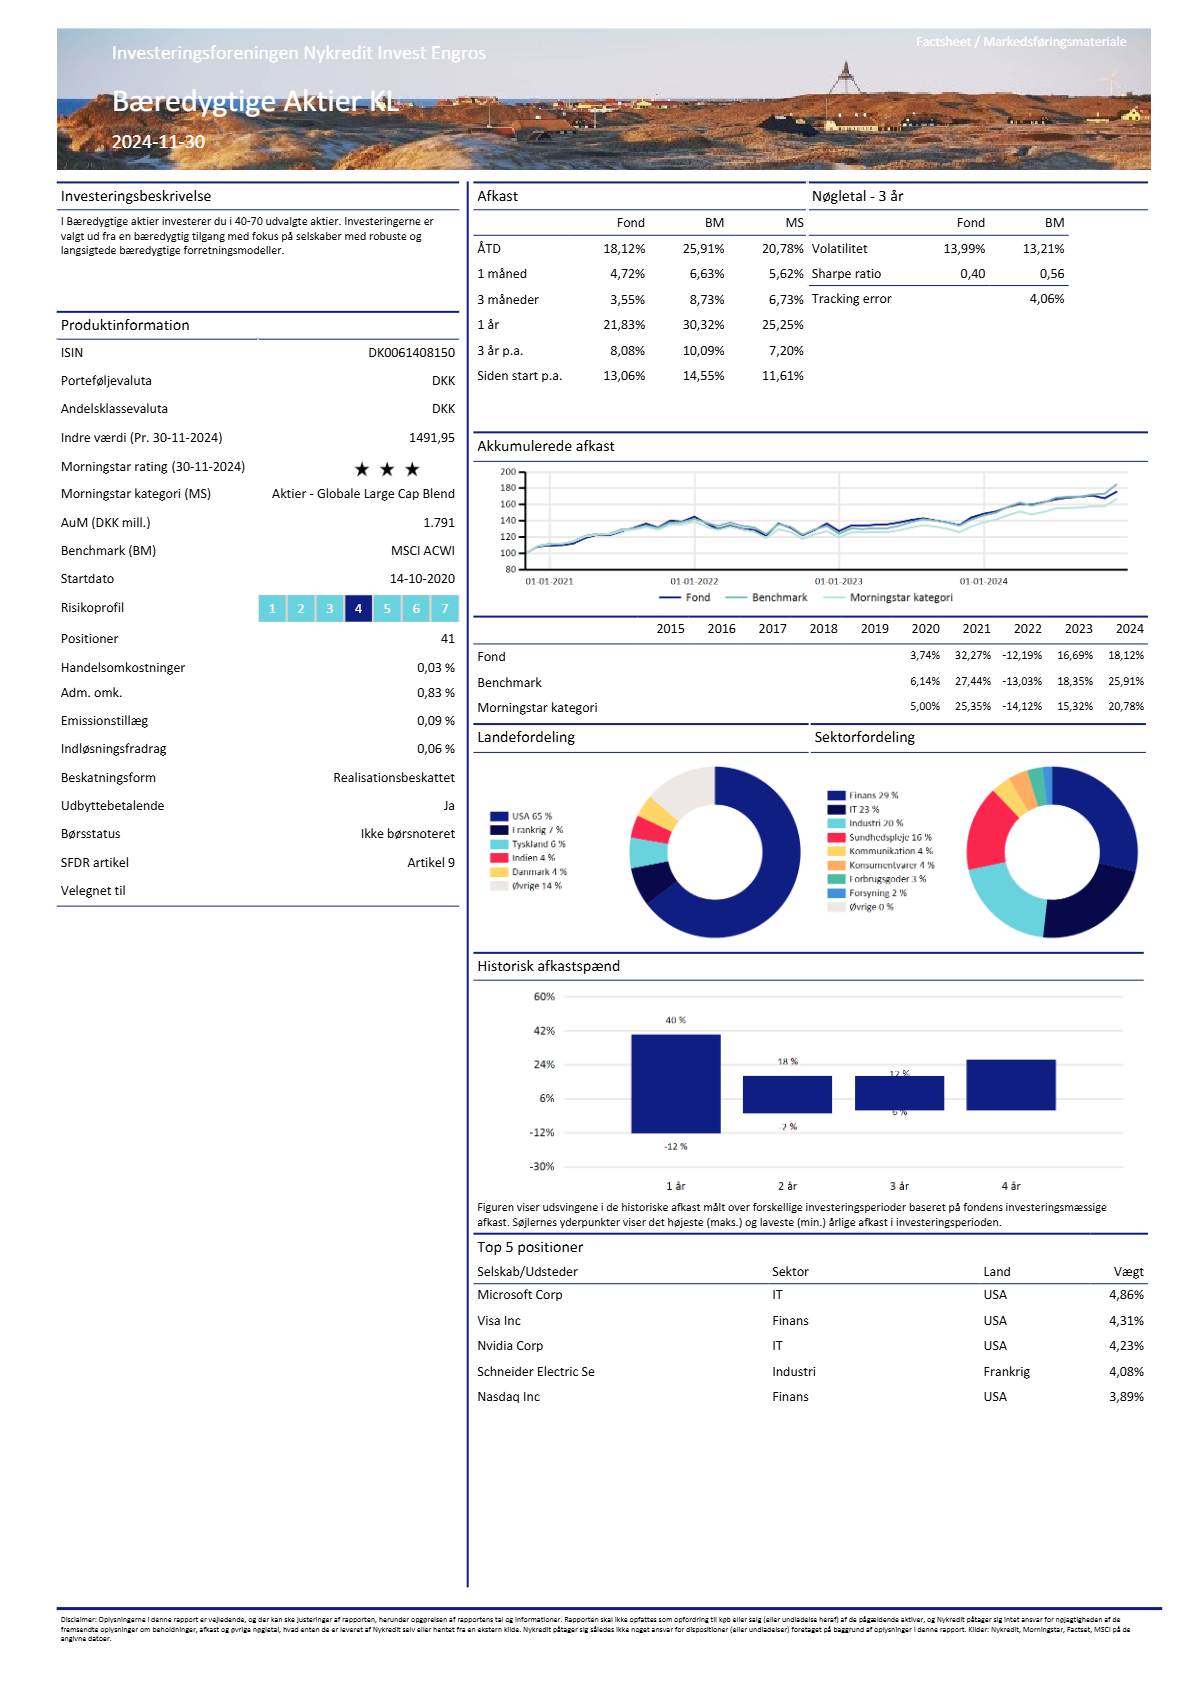 Investeringsforeningen Nykredit Invest Engros
Factsheet / Markedsføringsmateriale
Bæredygtige Aktier KL
2024-11-30
Investeringsbeskrivelse
I Bæredygtige aktier investerer du i 40-70 udvalgte aktier. Investeringerne er
valgt ud fra en bæredygtig tilgang med fokus på selskaber med robuste og
langsigtede bæredygtige forretningsmodeller.
Produktinformation
ISIN DK0061408150
Porteføljevaluta DKK
Andelsklassevaluta DKK
Indre værdi (Pr. 30-11-2024) 1491,95
Morningstar rating (30-11-2024) ★ ★ ★
Morningstar kategori (MS) Aktier - Globale Large Cap Blend
AuM (DKK mill.) 1.791
Benchmark (BM) MSCI ACWI
Startdato 14-10-2020
Risikoprofil 1 2 3 4 5 6 7
Positioner 41
Handelsomkostninger 0,03 %
Adm. omk. 0,83 %
Emissionstillæg 0,09 %
Indløsningsfradrag 0,06 %
Beskatningsform Realisationsbeskattet
Udbyttebetalende Ja
Børsstatus Ikke børsnoteret
SFDR artikel Artikel 9
Velegnet til
Afkast
Fond BM MS
ÅTD 18,12% 25,91% 20,78%
1 måned 4,72% 6,63% 5,62%
3 måneder 3,55% 8,73% 6,73%
1 år 21,83% 30,32% 25,25%
3 år p.a. 8,08% 10,09% 7,20%
Siden start p.a. 13,06% 14,55% 11,61%
Nøgletal - 3 år
Fond BM
Volatilitet 13,99% 13,21%
Sharpe ratio 0,40 0,56
Tracking error 4,06%
Akkumulerede afkast
200
180
160
140
120
100
80
01-01-2021 01-01-2022 01-01-2023 01-01-2024
Fond Benchmark Morningstar kategori
2015 2016 2017 2018 2019 2020 2021 2022 2023 2024
Fond 3,74% 32,27% -12,19% 16,69% 18,12%
Benchmark 6,14% 27,44% -13,03% 18,35% 25,91%
Morningstar kategori 5,00% 25,35% -14,12% 15,32% 20,78%
Landefordeling
USA 65 %
Frankrig 7 %
Tyskland 6 %
Indien 4 %
Danmark 4 %
Øvrige 14 %
Sektorfordeling
Finans 29 %
IT 23 %
Industri 20 %
Sundhedspleje 16 %
Kommunikation 4 %
Konsumentvarer 4 %
Forbrugsgoder 3 %
Forsyning 2 %
Øvrige 0 %
Historisk afkastspænd
60%
42%
24%
6%
-12%
-30%
40 %
-12 %
18 %
-2 %
12 %
6 %
1 år 2 år 3 år 4 år
Figuren viser udsvingene i de historiske afkast målt over forskellige investeringsperioder baseret på fondens investeringsmæssige
afkast. Søjlernes yderpunkter viser det højeste (maks.) og laveste (min.) årlige afkast i investeringsperioden.
Top 5 positioner
Selskab/Udsteder Sektor Land Vægt
Microsoft Corp IT USA 4,86%
Visa Inc Finans USA 4,31%
Nvidia Corp IT USA 4,23%
Schneider Electric Se Industri Frankrig 4,08%
Nasdaq Inc Finans USA 3,89%
Disclaimer: Oplysningerne i denne rapport er vejledende, og der kan ske justeringer af rapporten, herunder opgørelsen af rapportens tal og informationer. Rapporten skal ikke opfattes som opfordring til køb eller salg (eller undladelse heraf) af de pågældende aktiver, og Nykredit påtager sig intet ansvar for nøjagtigheden af de
fremsendte oplysninger om beholdninger, afkast og øvrige nøgletal, hvad enten de er leveret af Nykredit selv eller hentet fra en ekstern kilde. Nykredit påtager sig således ikke noget ansvar for dispositioner (eller undladelser) foretaget på baggrund af oplysninger i denne rapport. Kilder: Nykredit, Morningstar, Factset, MSCI på de
angivne datoer.